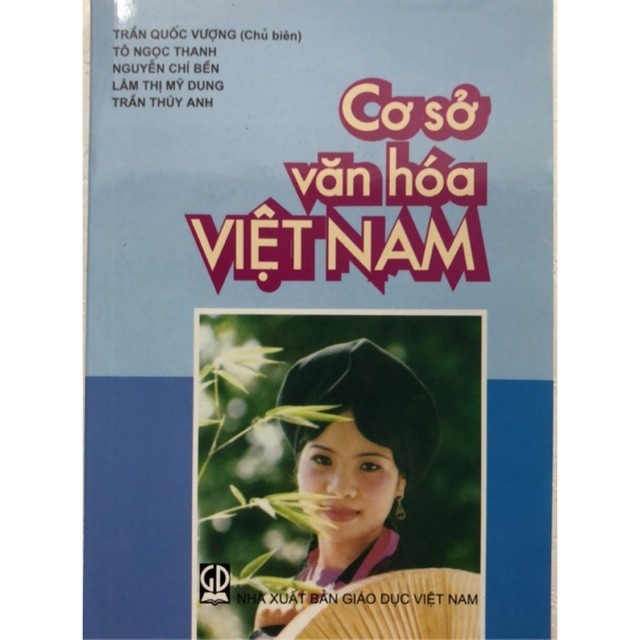 TRẦN QUỐC VƯỢNG (Chủ biên)
TÔ NGỌC THANH
NGUYỄN CHÍ BỀN
LÂM THỊ MỸ DUNG
TRẦN THÚY ANH
Cơ sở
văn hóa
VIỆT NAM
GD
NHÀ XUẤT BẢN GIÁO DỤC VIỆT NAM